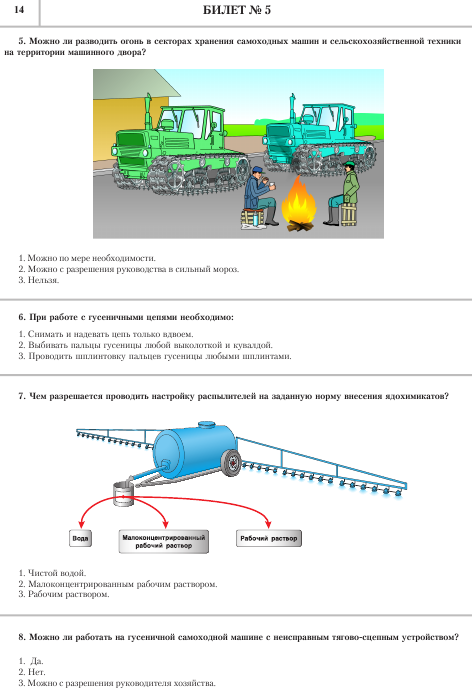 14
БИЛЕТ № 5
5. Можно ли разводить огонь в секторах хранения самоходных машин и сельскохозяйственной техники
на территории машинного двора?
1. Можно по мере необходимости.
2. Можно с разрешения руководства в сильный мороз.
3. Нельзя.
6. При работе с гусеничными цепями необходимо:
1. Снимать и надевать цепь только вдвоем.
2. Выбивать пальцы гусеницы любой выколоткой и кувалдой.
3. Проводить шплинтовку пальцев гусеницы любыми шплинтами.
7. Чем разрешается проводить настройку распылителей на заданную норму внесения ядохимикатов?
Вода
Малоконцентрированный
рабочий раствор
Рабочий раствор
1. Чистой водой.
2. Малоконцентрированным рабочим раствором.
3. Рабочим раствором.
8. Можно ли работать на гусеничной самоходной машине с неисправным тягово-сцепным устройством?
1. Да.
2. Нет.
3. Можно с разрешения руководителя хозяйства.